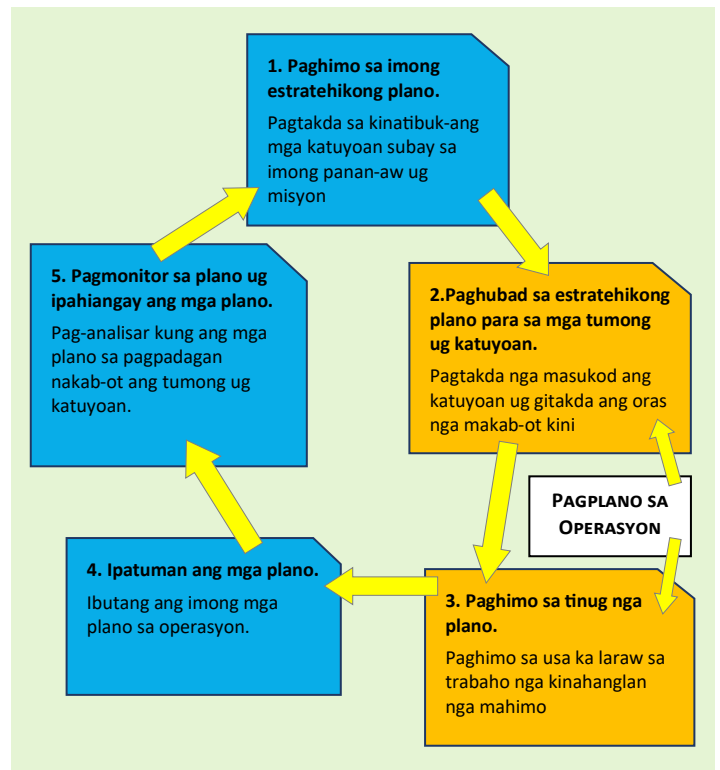 1. Paghimo sa imong
estratehikong plano.
Pagtakda sa kinatibuk-ang
mga katuyoan subay sa
imong panan-aw ug
misyon
2.Paghubad sa estratehikong
plano para sa mga tumong
ug katuyoan.
Pagtakda nga masukod ang
katuyoan ug gitakda ang oras
nga makab-ot kini
PAGPLANO SA
OPERASYON
3. Paghimo sa tinug nga
plano.
Paghimo sa usa ka laraw sa
trabaho nga kinahanglan
nga mahimo
4. Ipatuman ang mga plano.
Ibutang ang imong mga
plano sa operasyon.
5. Pagmonitor sa plano ug
ipahiangay ang mga plano.
Pag-analisar kung ang mga
plano sa pagpadagan
nakab-ot ang tumong ug
katuyoan.